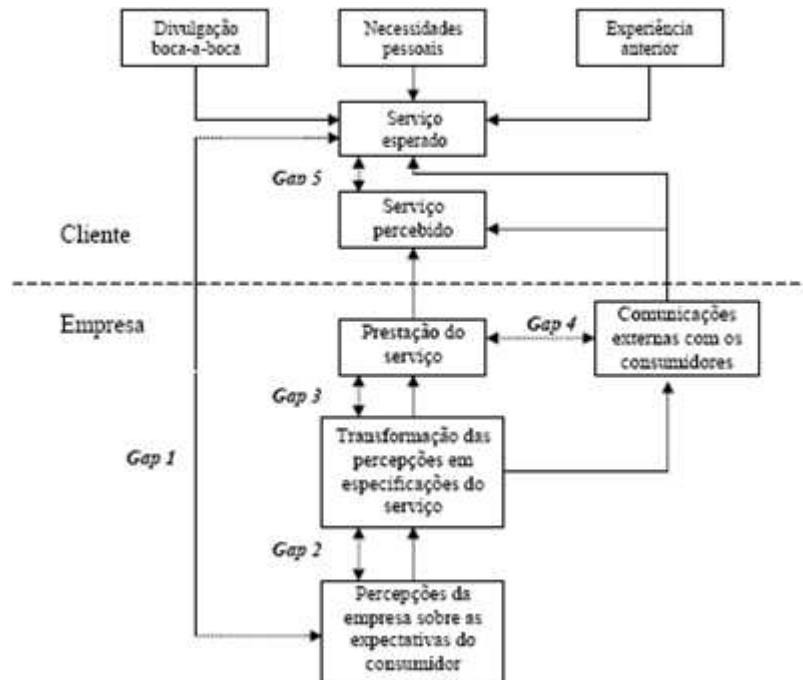 Divulgação
boca-a-boca
Necessidades
pessoais
Experiência
anterior
Serviço
esperado
Gap 5
Serviço
percebido
Cliente
Empresa
Prestação do
serviço
Gap 4
Comunicações
externas com os
consumidores
Gap 3
Transformação das
percepções em
especificações do
serviço
Gap 1
Gap 2
Percepções da
empresa sobre as
expectativas do
consumidor